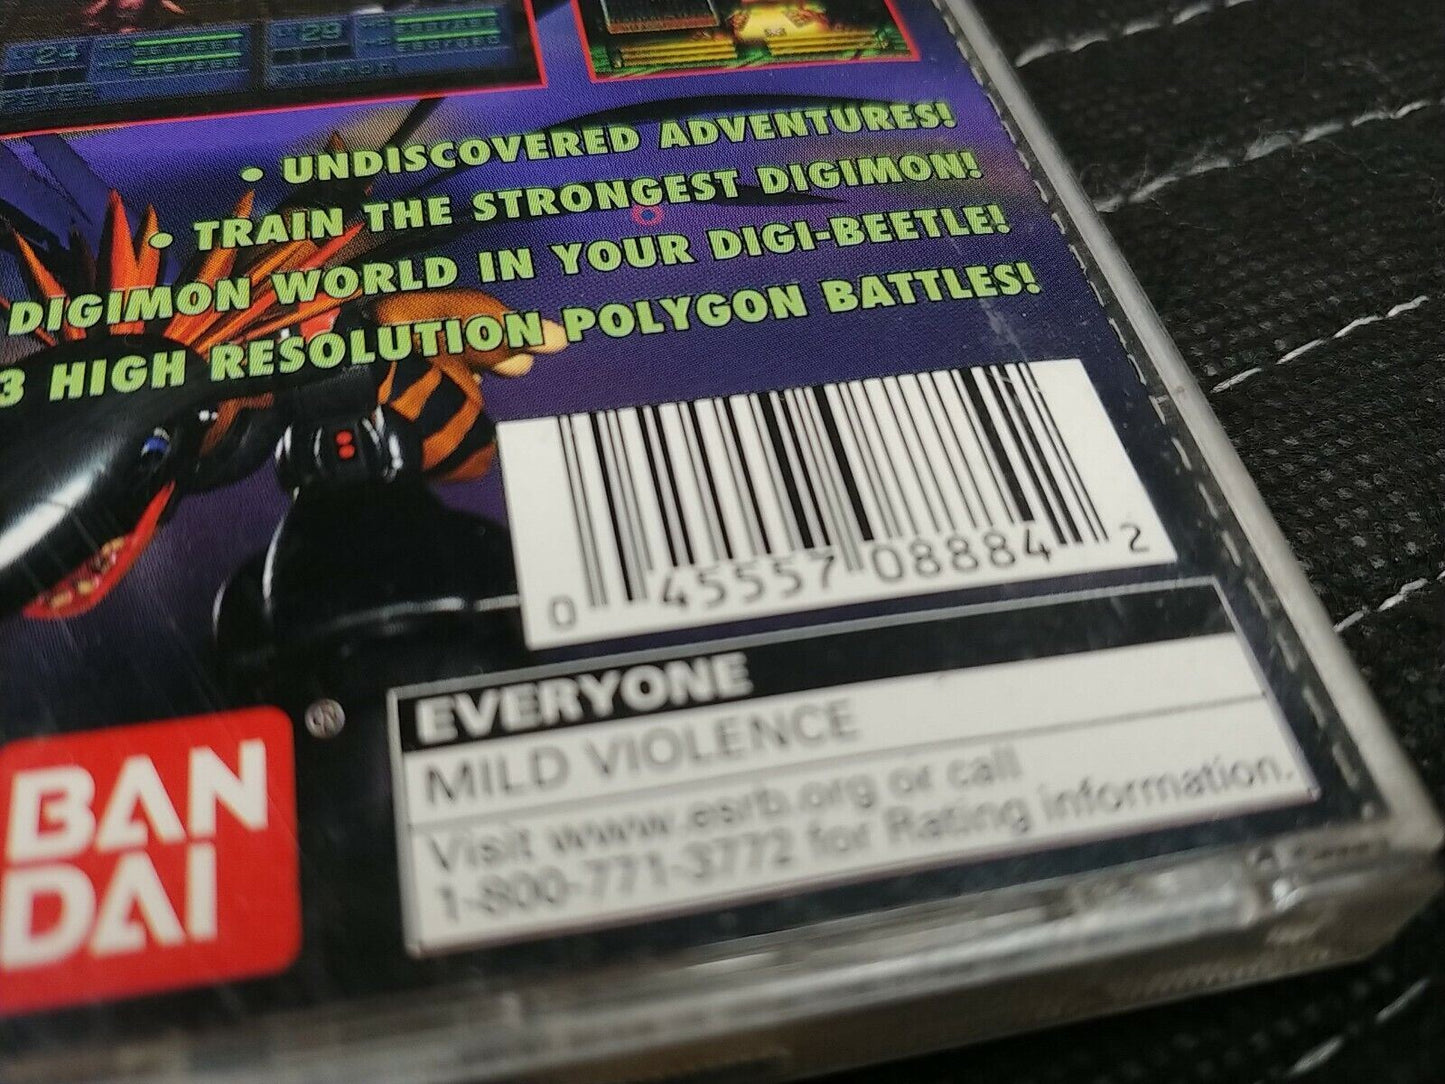 • UNDISCOVERED ADVENTURES!
• TRAIN THE STRONGEST DIGIMON!
DIGIMON WORLD IN YOUR DIGI-BEETLE!
3 HIGH RESOLUTION POLYGON BATTLES!
0 45557 08884 2
EVERYONE
MILD VIOLENCE
Visit www.esrb.org or call
1-800-771-3772 for Rating information.
BAN
DAI
®